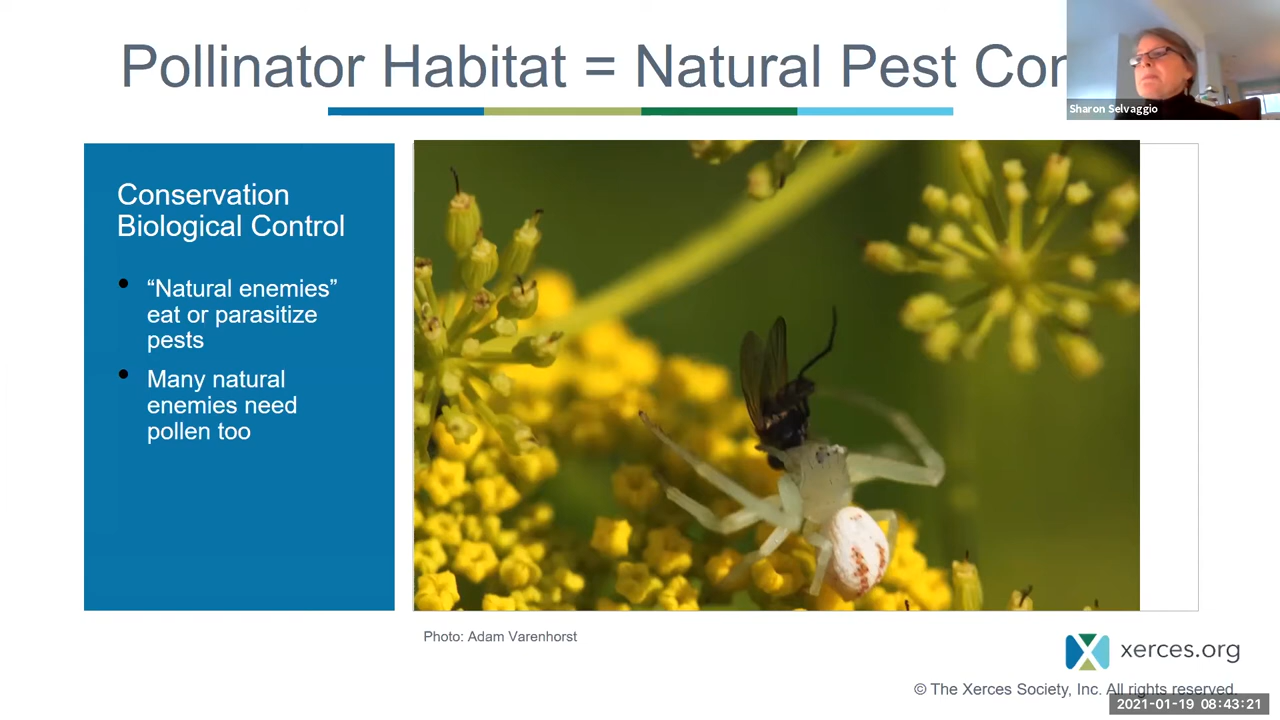 Pollinator Habitat = Natural Pest Con
Sharon Selvaggio
Conservation
Biological Control
“Natural enemies”
eat or parasitize
pests
Many natural
enemies need
pollen too
Photo: Adam Varenhorst
xerces.org
© The Xerces Society, Inc. All rights reserved.
2021-01-19 08:43:21